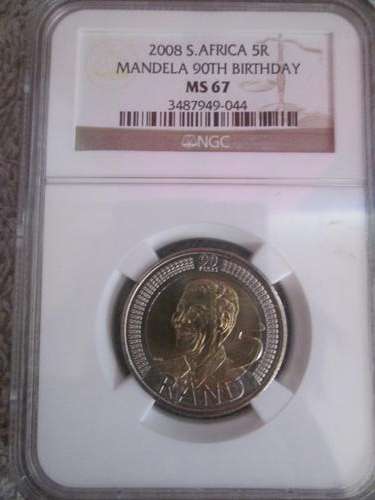 2008 S.AFRICA 5R
MANDELA 90TH BIRTHDAY
MS 67
3487949-044
NGC
90
RAND